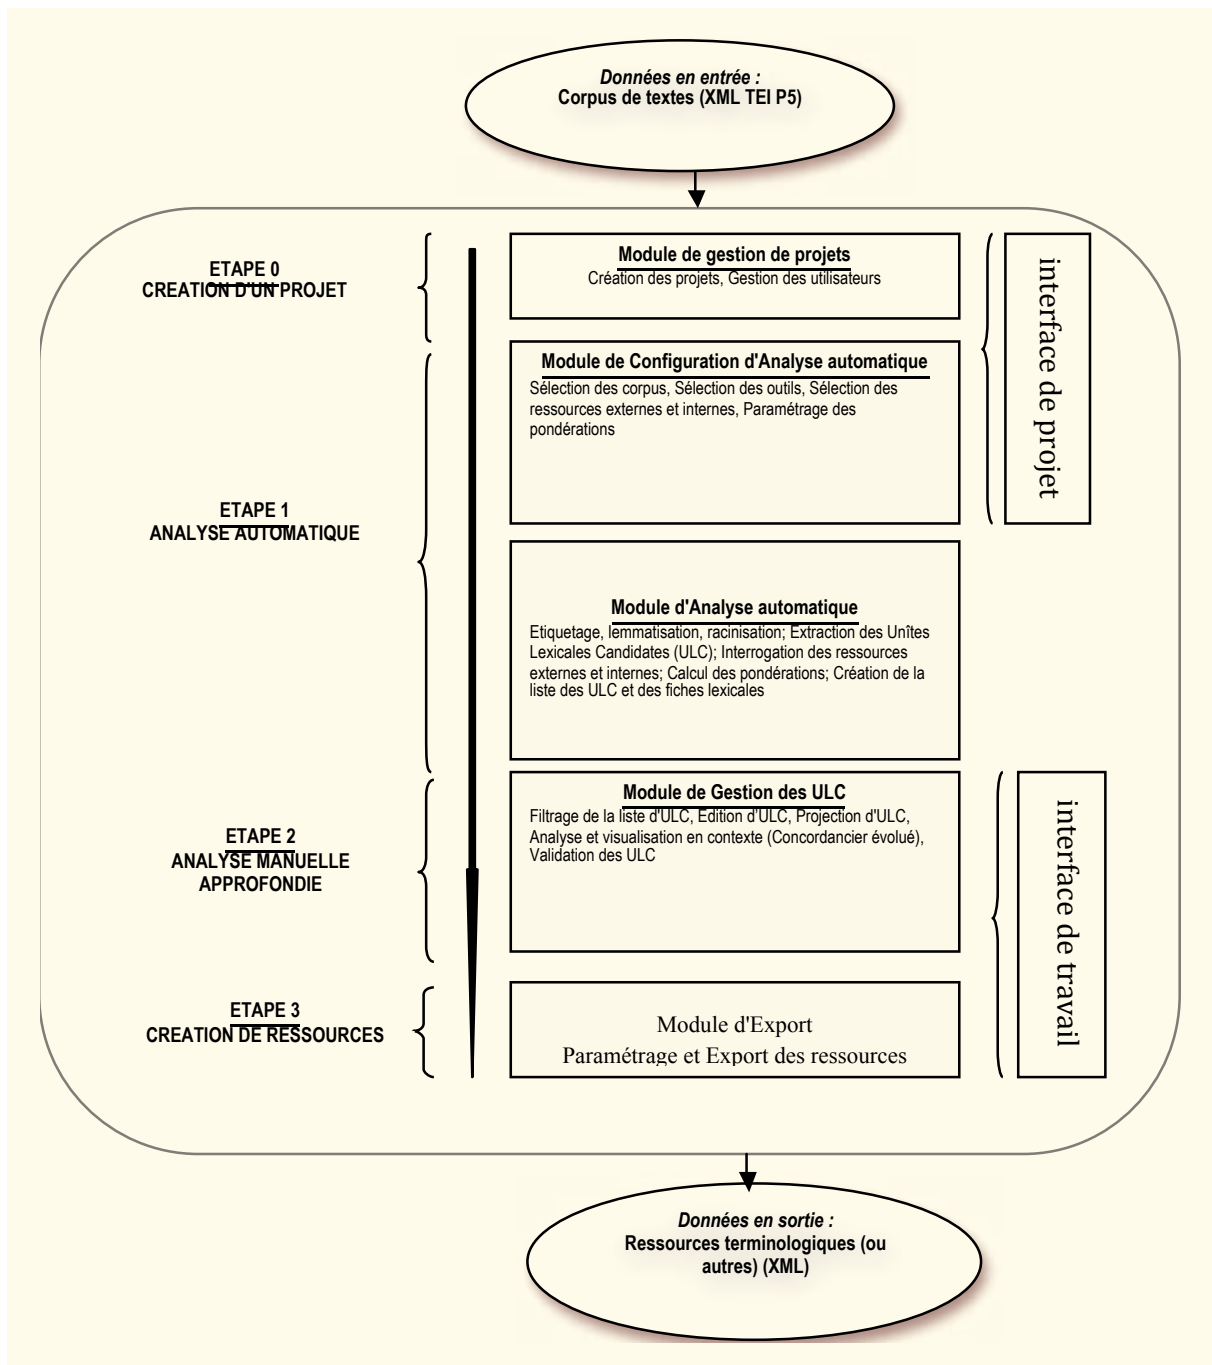 Données en entrée :
Corpus de textes (XML TEI P5)
ETAPE 0
CREATION D'UN PROJET
Module de gestion de projets
Création des projets, Gestion des utilisateurs
interface de projet
Module de Configuration d'Analyse automatique
Sélection des corpus, Sélection des outils, Sélection des
ressources externes et internes, Paramétrage des
pondérations
ETAPE 1
ANALYSE AUTOMATIQUE
Module d'Analyse automatique
Etiquetage, lemmatisation, racinisation; Extraction des Unîtes
Lexicales Candidates (ULC); Interrogation des ressources
externes et internes; Calcul des pondérations; Création de la
liste des ULC et des fiches lexicales
ETAPE 2
ANALYSE MANUELLE
APPROFONDIE
Module de Gestion des ULC
Filtrage de la liste d'ULC, Edition d'ULC, Projection d'ULC,
Analyse et visualisation en contexte (Concordancier évolué),
Validation des ULC
interface de travail
ETAPE 3
CREATION DE RESSOURCES
Module d'Export
Paramétrage et Export des ressources
Données en sortie :
Ressources terminologiques (ou
autres) (XML)